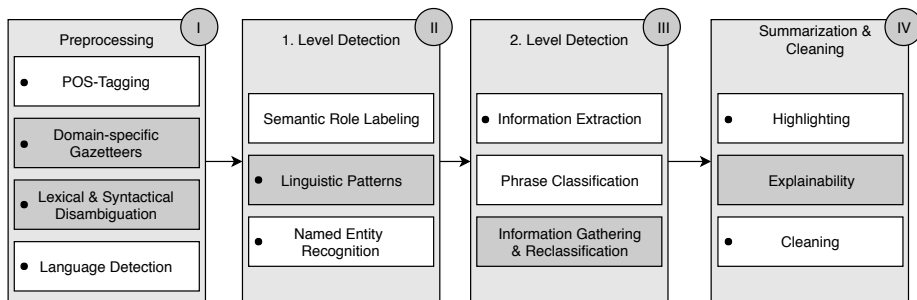 Preprocessing
I
POS-Tagging
Domain-specific
Gazetteers
Lexical & Syntactical
Disambiguation
Language Detection
1. Level Detection
II
Semantic Role Labeling
Linguistic Patterns
Named Entity
Recognition
2. Level Detection
III
Information Extraction
Phrase Classification
Information Gathering
& Reclassification
Summarization &
Cleaning
IV
Highlighting
Explainability
Cleaning